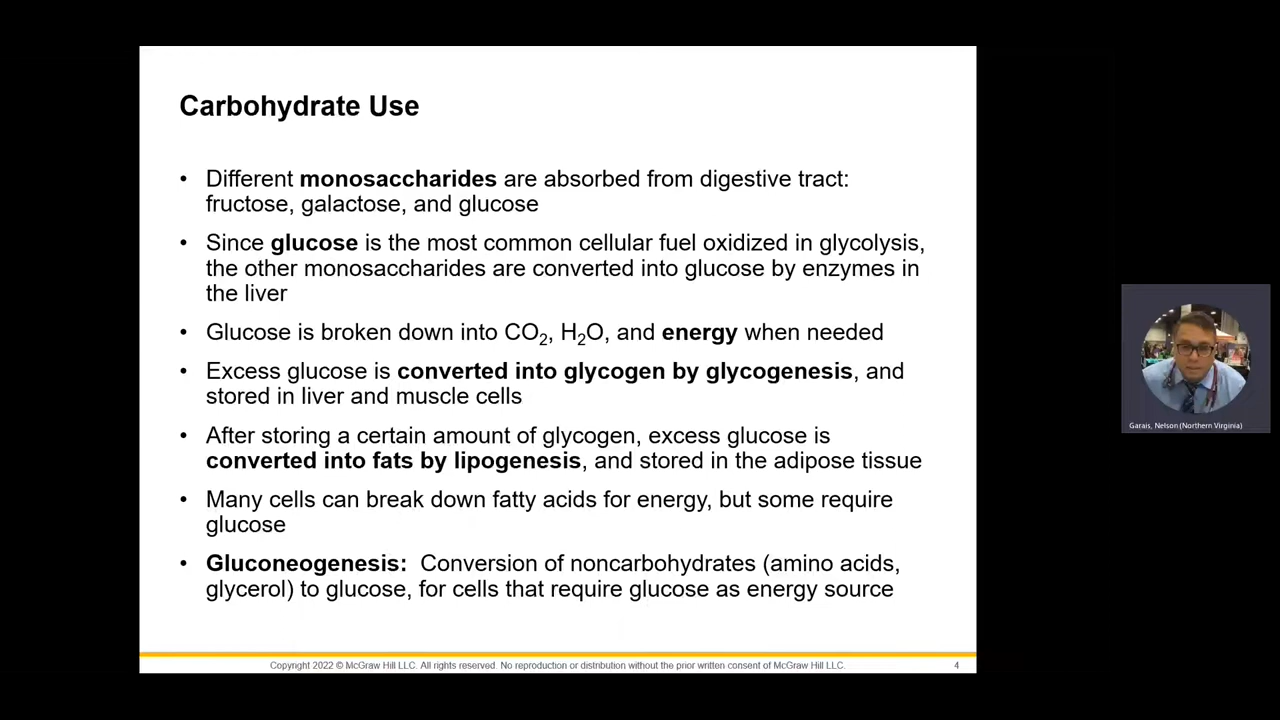 Carbohydrate Use
• Different monosaccharides are absorbed from digestive tract:
fructose, galactose, and glucose
• Since glucose is the most common cellular fuel oxidized in glycolysis,
the other monosaccharides are converted into glucose by enzymes in
the liver
• Glucose is broken down into CO₂, H₂O, and energy when needed
• Excess glucose is converted into glycogen by glycogenesis, and
stored in liver and muscle cells
• After storing a certain amount of glycogen, excess glucose is
converted into fats by lipogenesis, and stored in the adipose tissue
• Many cells can break down fatty acids for energy, but some require
glucose
• Gluconeogenesis: Conversion of noncarbohydrates (amino acids,
glycerol) to glucose, for cells that require glucose as energy source
Copyright 2022 © McGraw Hill LLC. All rights reserved. No reproduction or distribution without the prior written consent of McGraw Hill LLC.
4
Garais, Nelson (Northern Virginia)